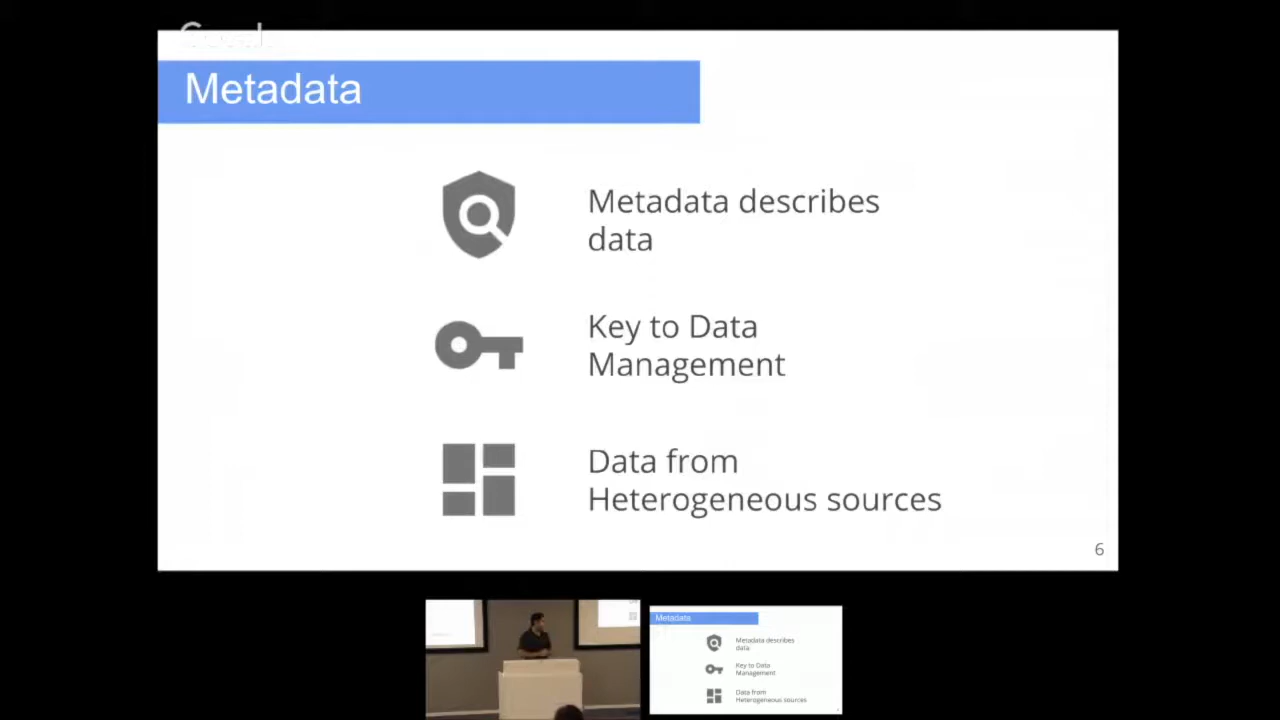 Metadata
Metadata describes
data
Key to Data
Management
Data from
Heterogeneous sources
6
Metadata
Metadata describes
data
Key to Data
Management
Data from
Heterogeneous sources